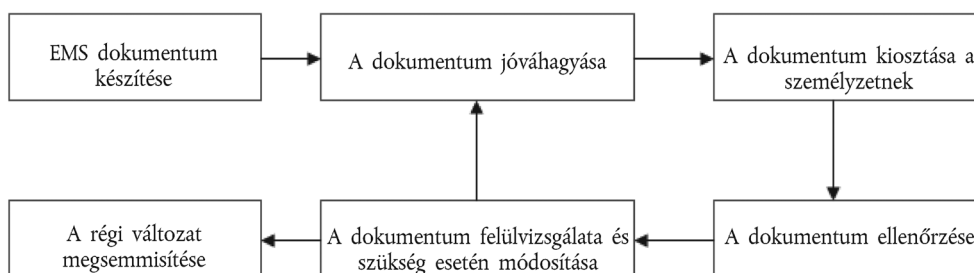 EMS dokumentum
készítése
A dokumentum jóváhagyása
A dokumentum kiosztása a
személyzetnek
A régi változat
megsemmisítése
A dokumentum felülvizsgálata és
szükség esetén módosítása
A dokumentum ellenőrzése